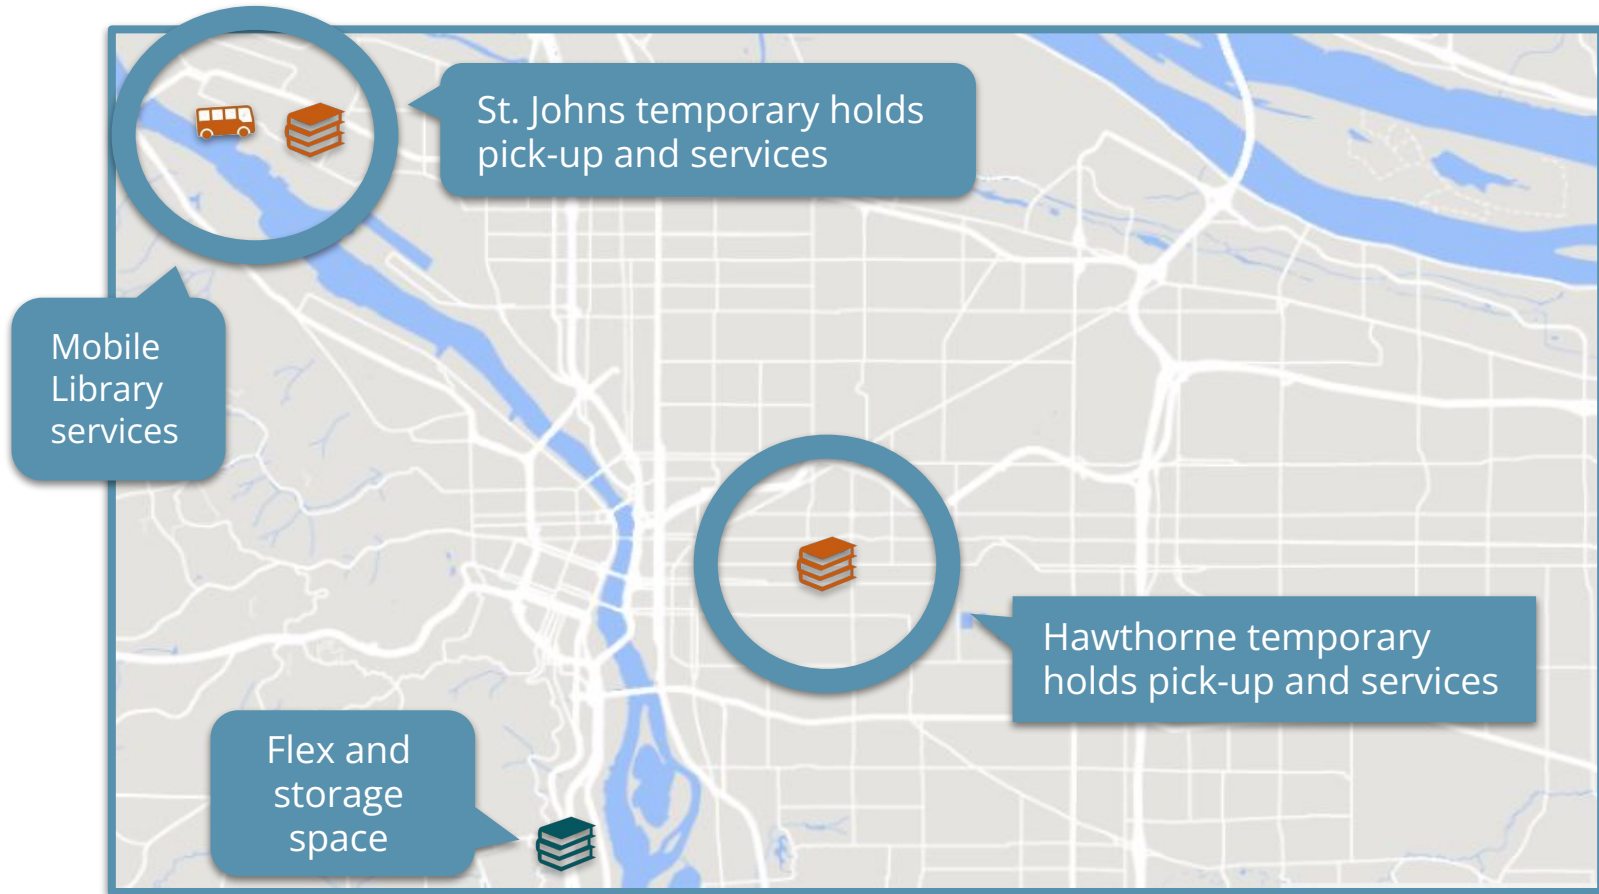 St. Johns temporary holds
pick-up and services
Mobile
Library
services
Hawthorne temporary
holds pick-up and services
Flex and
storage
space